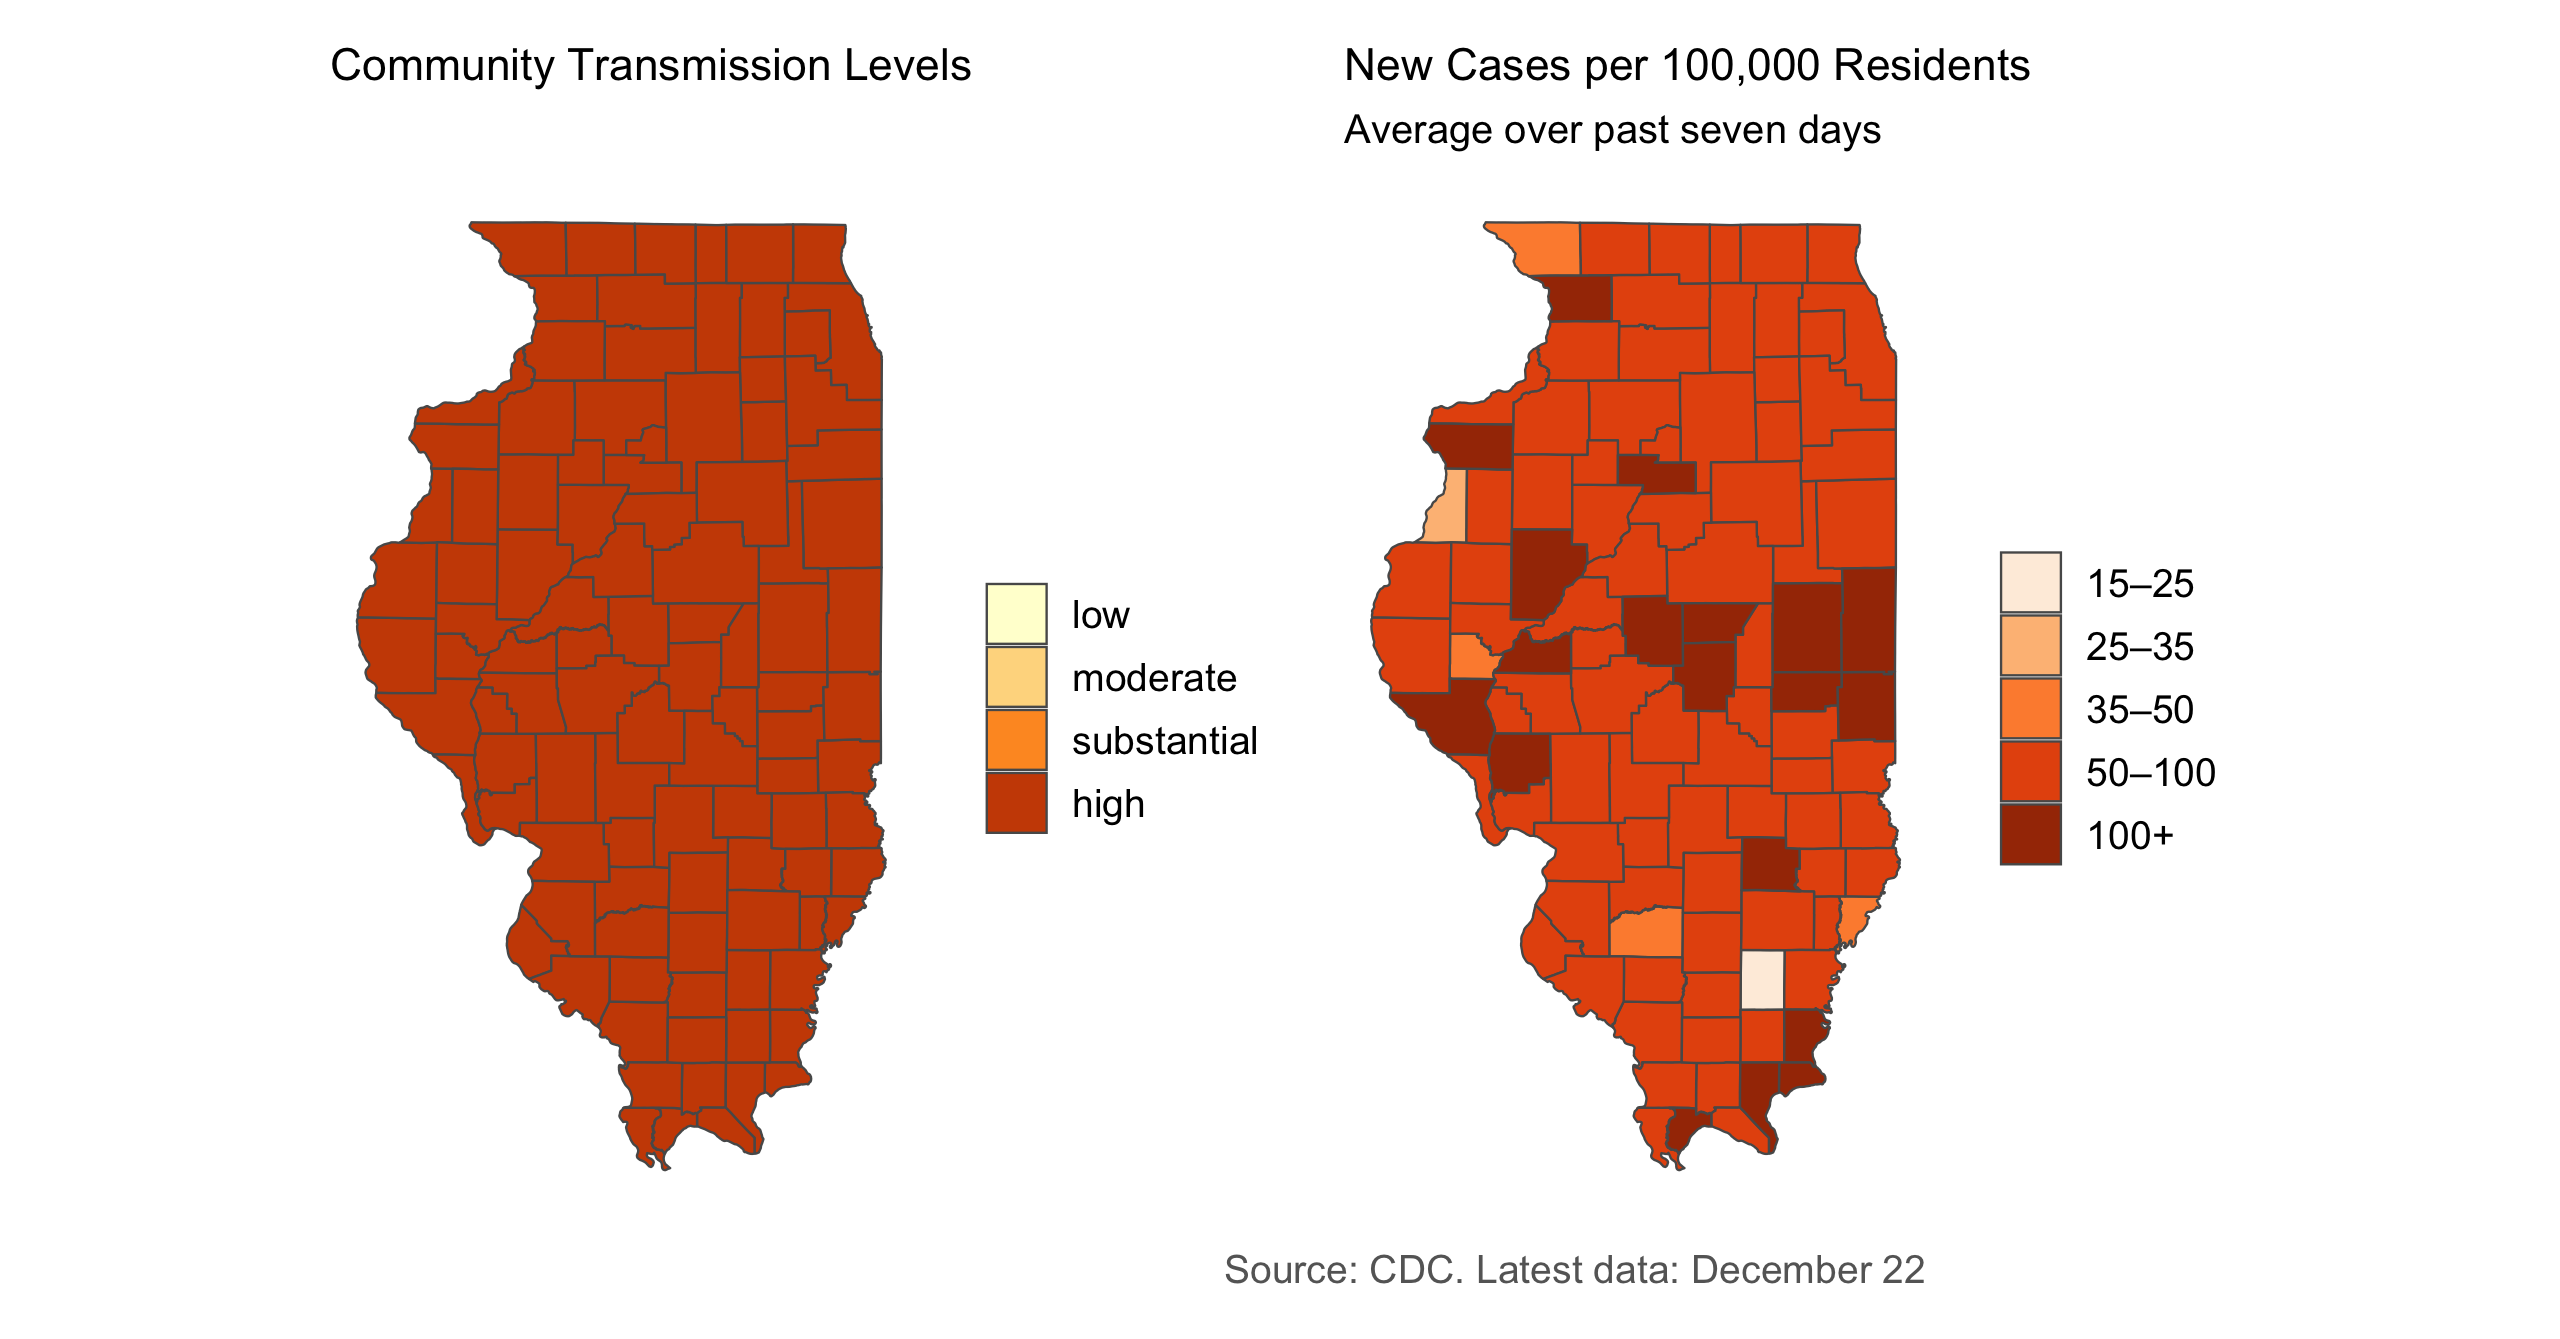 Community Transmission Levels
low
moderate
substantial
high
New Cases per 100,000 Residents
Average over past seven days
15–25
25–35
35–50
50–100
100+
Source: CDC. Latest data: December 22